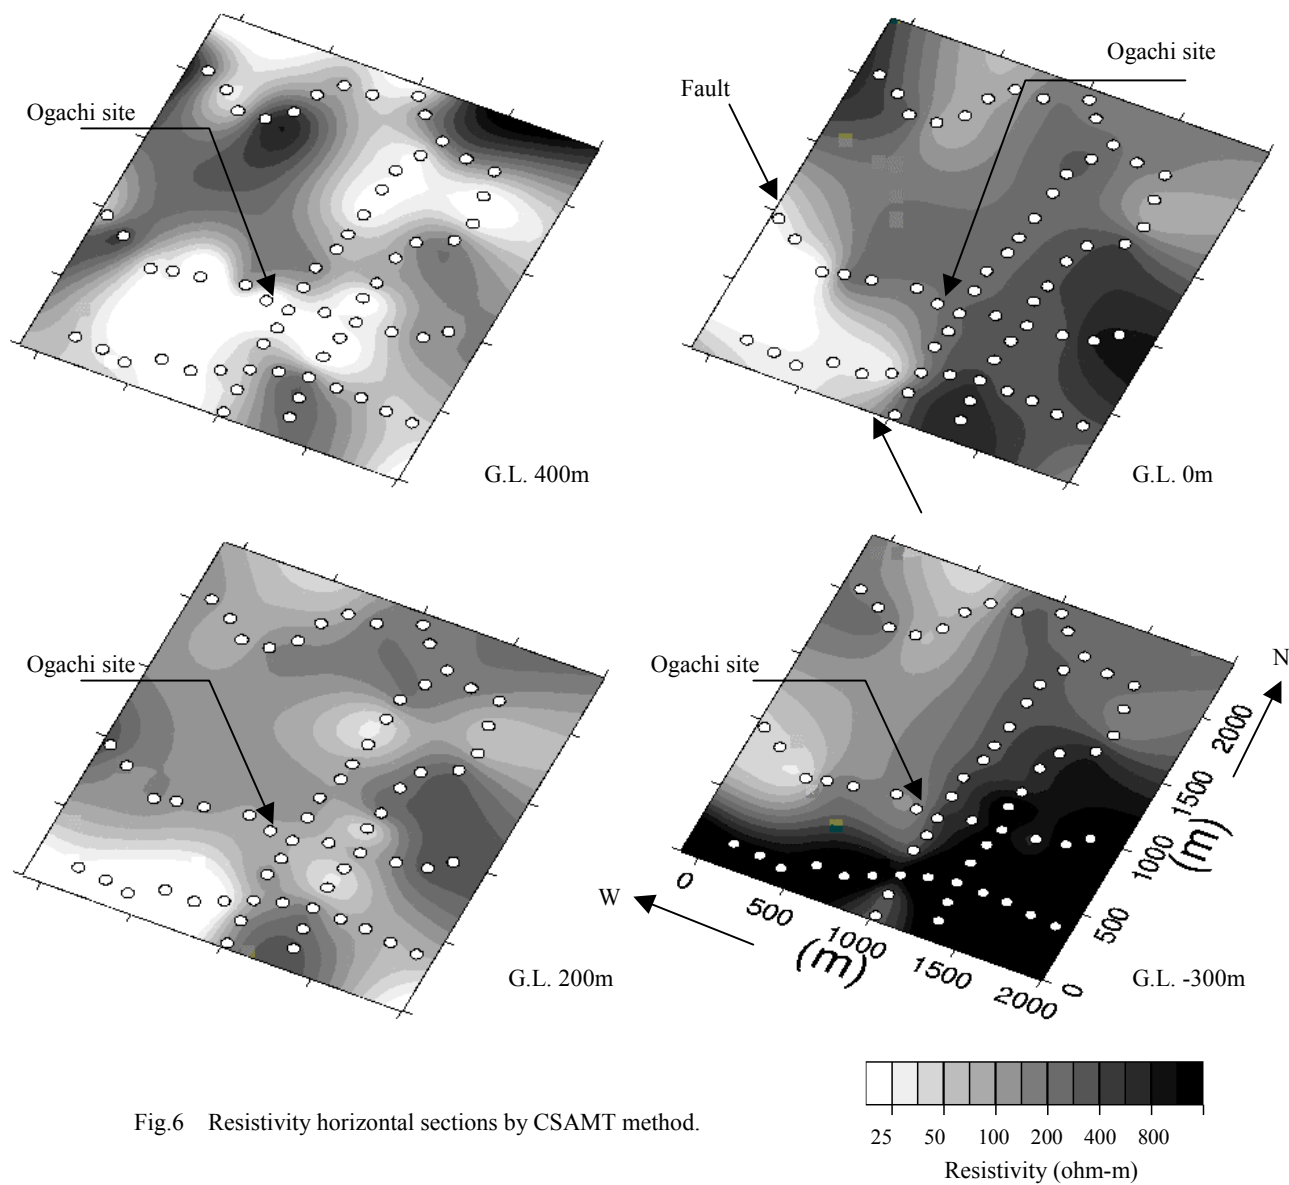 Ogachi site
Fault
Ogachi site
G.L. 400m
G.L. 0m
Ogachi site
Ogachi site
N
W
G.L. 200m
G.L. -300m
0
500
1000
1500
2000
(m)
0
500
1000
1500
2000
(m)
Fig.6 Resistivity horizontal sections by CSAMT method.
25 50 100 200 400 800
Resistivity (ohm-m)